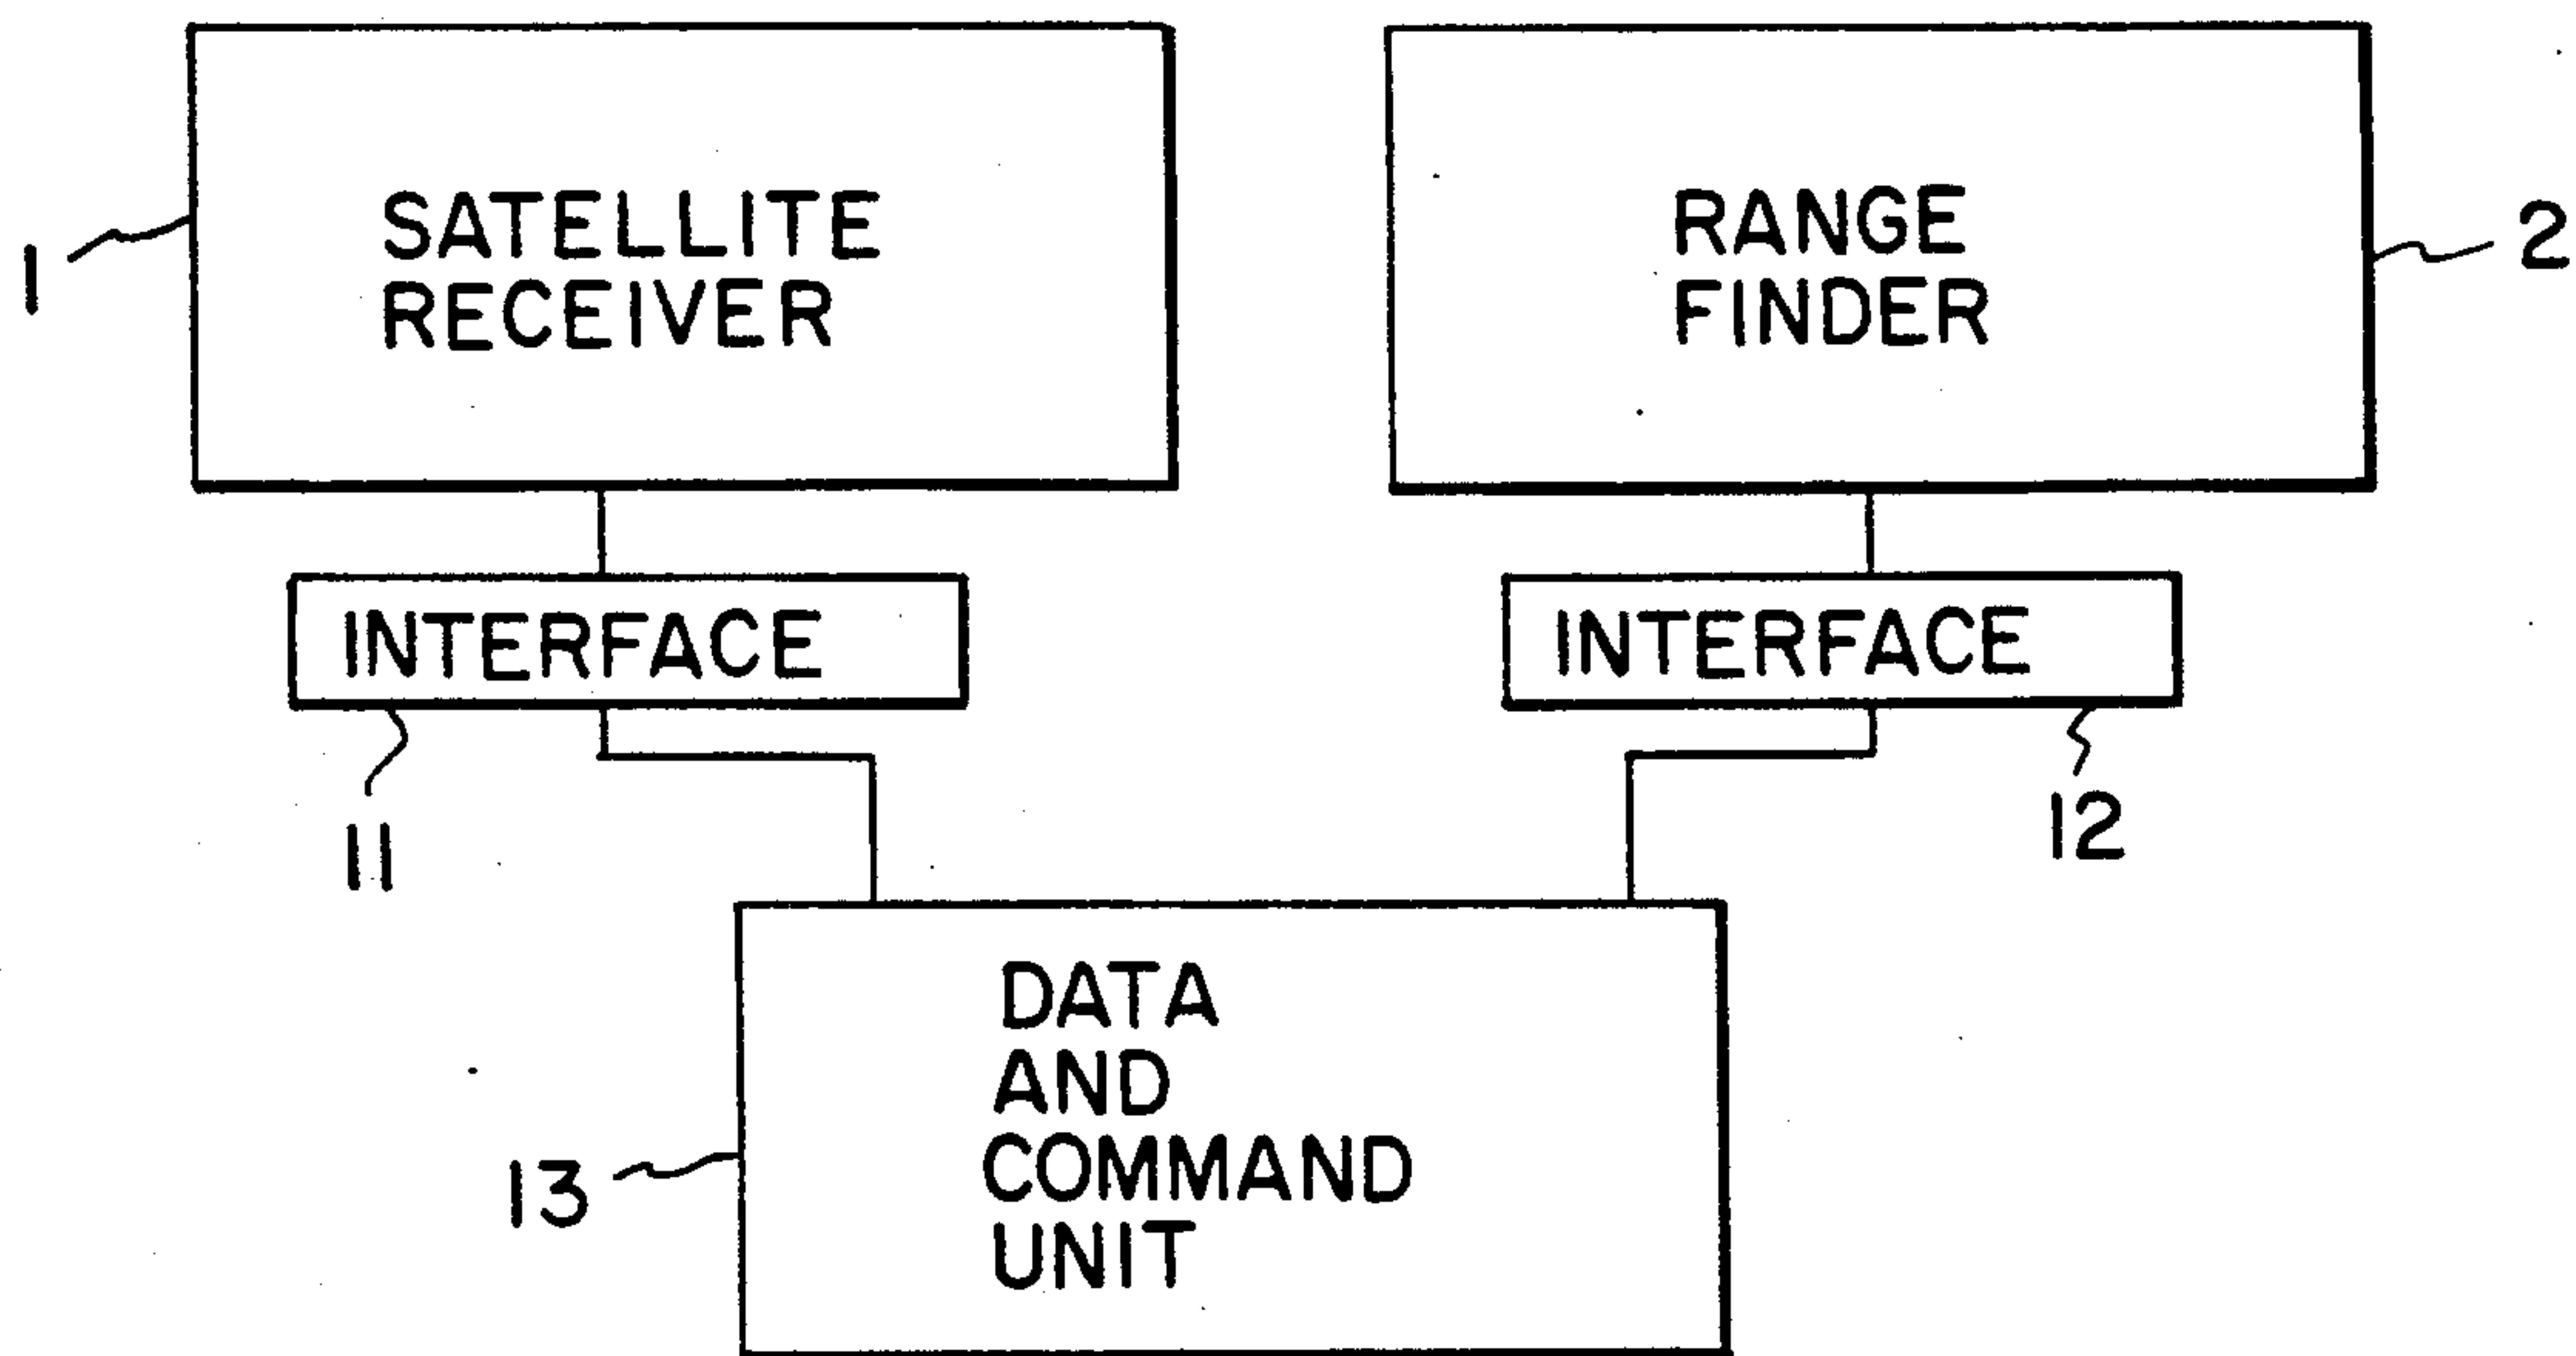 SATELLITE
RECEIVER
1
RANGE
FINDER
2
INTERFACE
11
INTERFACE
12
DATA
AND
COMMAND
UNIT
13